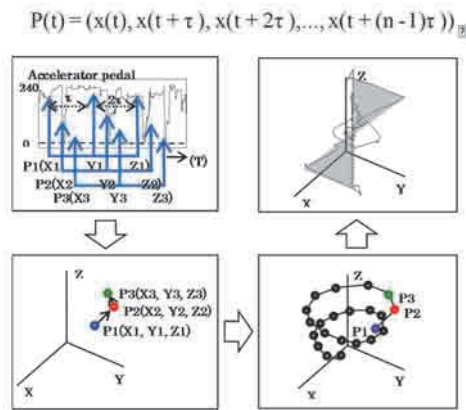 P(t) = (x(t), x(t + τ), x(t + 2τ),..., x(t + (n - 1)τ))
Accelerator pedal
240
τ
2τ
0
(T)
P1(X1 Y1 Z1)
P2(X2 Y2 Z2)
P3(X3 Y3 Z3)
Z
X
Y
Z
P3(X3, Y3, Z3)
P2(X2, Y2, Z2)
P1(X1, Y1, Z1)
X
Y
Z
P3
P2
P1
X
Y